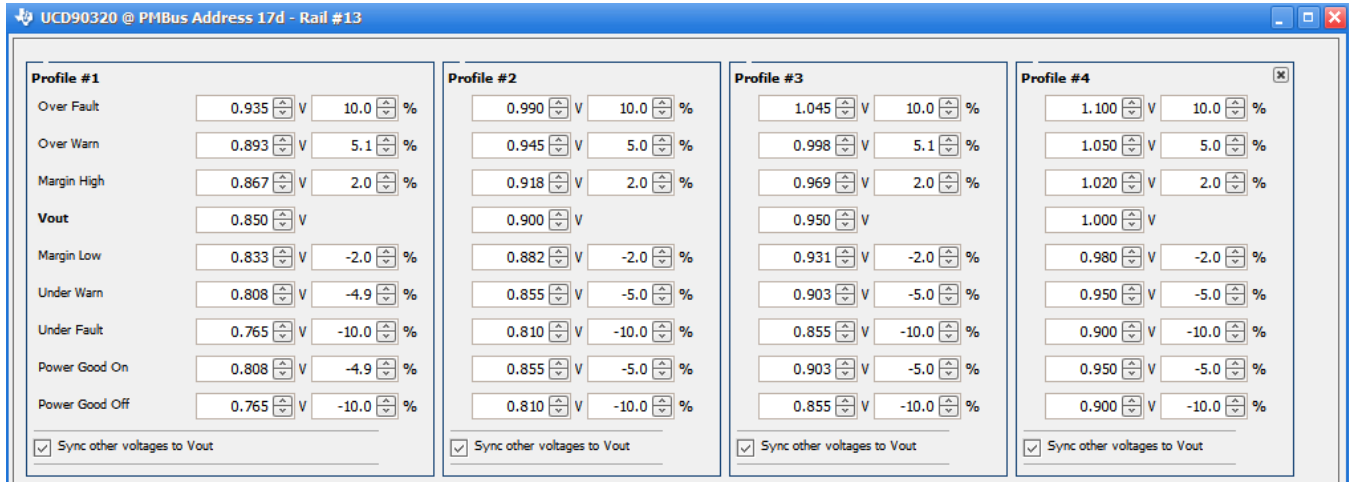 UCD90320 @ PMBus Address 17d - Rail #13
Profile #1 Profile #2 Profile #3 Profile #4
Over Fault 0.935 V 10.0 % 0.990 V 10.0 % 1.045 V 10.0 % 1.100 V 10.0 %
Over Warn 0.893 V 5.1 % 0.945 V 5.0 % 0.998 V 5.1 % 1.050 V 5.0 %
Margin High 0.867 V 2.0 % 0.918 V 2.0 % 0.969 V 2.0 % 1.020 V 2.0 %
Vout 0.850 V 0.900 V 0.950 V 1.000 V
Margin Low 0.833 V -2.0 % 0.882 V -2.0 % 0.931 V -2.0 % 0.980 V -2.0 %
Under Warn 0.808 V -4.9 % 0.855 V -5.0 % 0.903 V -5.0 % 0.950 V -5.0 %
Under Fault 0.765 V -10.0 % 0.810 V -10.0 % 0.855 V -10.0 % 0.900 V -10.0 %
Power Good On 0.808 V -4.9 % 0.855 V -5.0 % 0.903 V -5.0 % 0.950 V -5.0 %
Power Good Off 0.765 V -10.0 % 0.810 V -10.0 % 0.855 V -10.0 % 0.900 V -10.0 %
Sync other voltages to Vout Sync other voltages to Vout Sync other voltages to Vout Sync other voltages to Vout